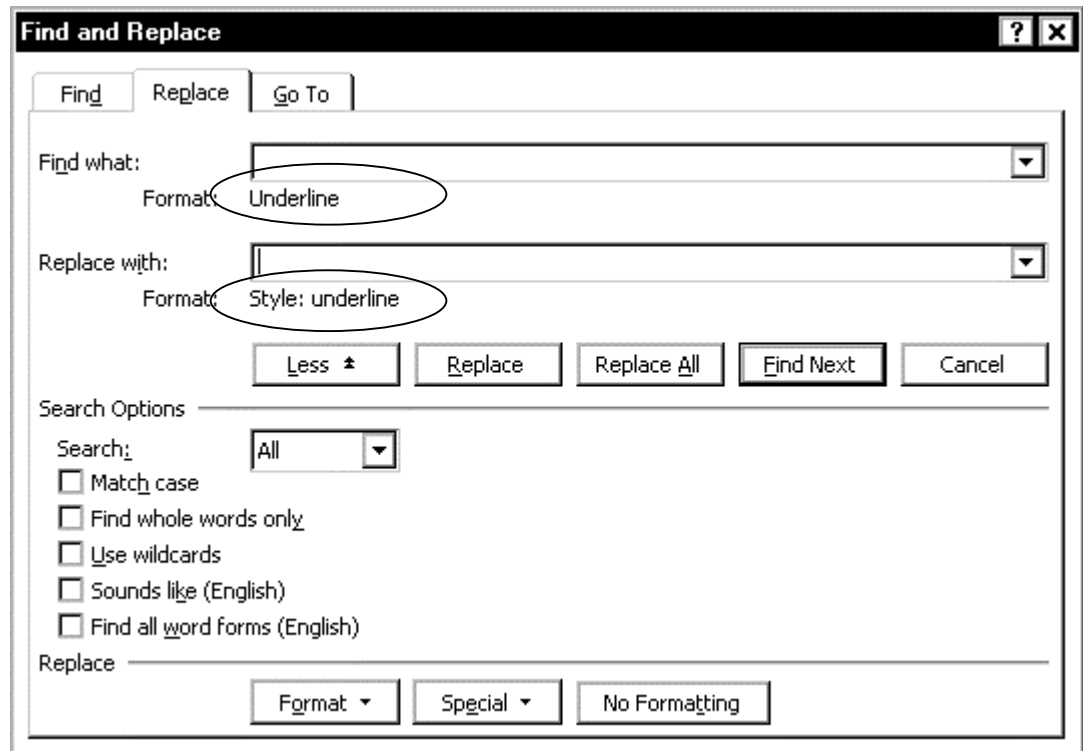 Find and Replace ? X
Find Replace Go To
Find what:
Format: Underline
Replace with:
Format: Style: underline
Less Replace Replace All Find Next Cancel
Search Options
Search: All
Match case
Find whole words only
Use wildcards
Sounds like (English)
Find all word forms (English)
Replace
Format Special No Formatting